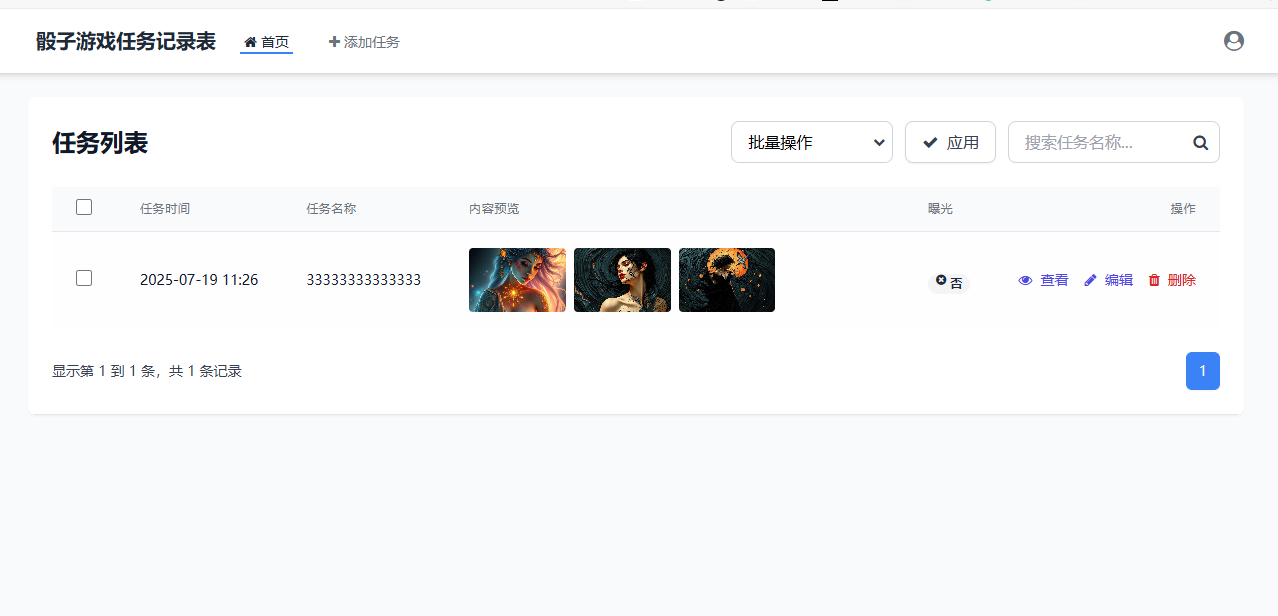 骰子游戏任务记录表 首页 添加任务
任务列表 批量操作 应用 搜索任务名称...
任务时间 任务名称 内容预览 曝光 操作
2025-07-19 11:26 33333333333333 否 查看 编辑 删除
显示第 1 到 1 条，共 1 条记录 1